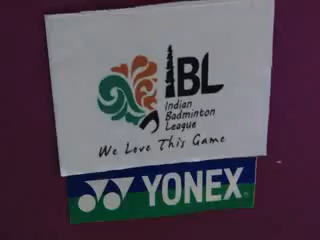 IBL
Indian
Badminton
League
We Love This Game
YONEX